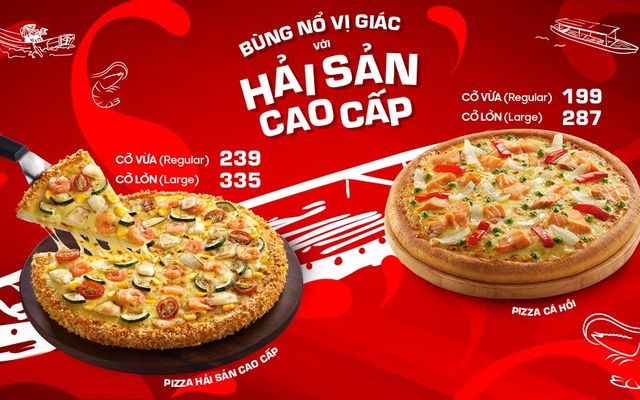 BÙNG NỔ VỊ GIÁC
VỚI
HẢI SẢN
CAO CẤP
CỠ VỪA (Regular) 199
CỠ LỚN (Large) 287
CỠ VỪA (Regular) 239
CỠ LỚN (Large) 335
PIZZA CÁ HỒI
PIZZA HẢI SẢN CAO CẤP